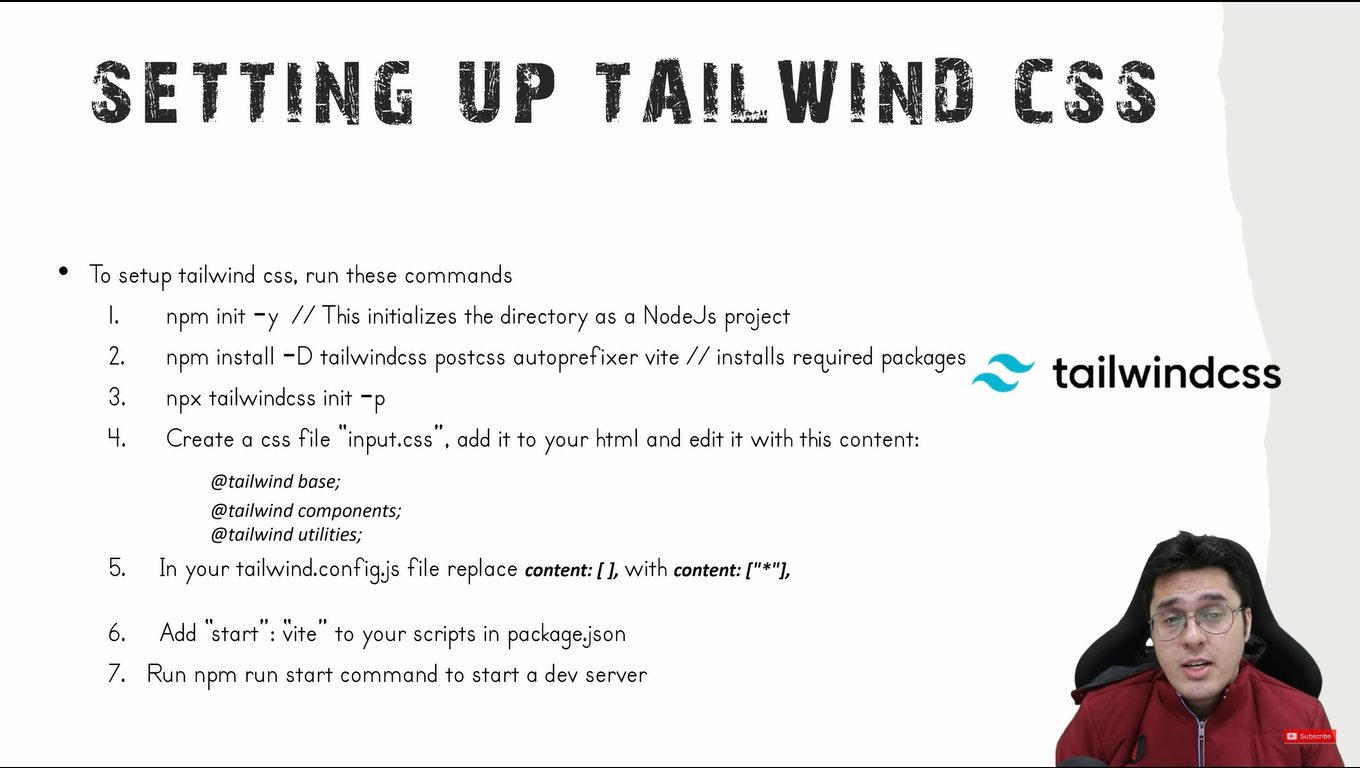 SETTING UP TAILWIND CSS
• To setup tailwind css, run these commands
1. npm init -y // This initializes the directory as a NodeJs project
2. npm install -D tailwindcss postcss autoprefixer vite // installs required packages
tailwindcss
3. npx tailwindcss init -p
4. Create a css file “input.css”, add it to your html and edit it with this content:
@tailwind base;
@tailwind components;
@tailwind utilities;
5. In your tailwind.config.js file replace content: [ ], with content: ["*"],
6. Add “start”: “vite” to your scripts in package.json
7. Run npm run start command to start a dev server
Subscribe